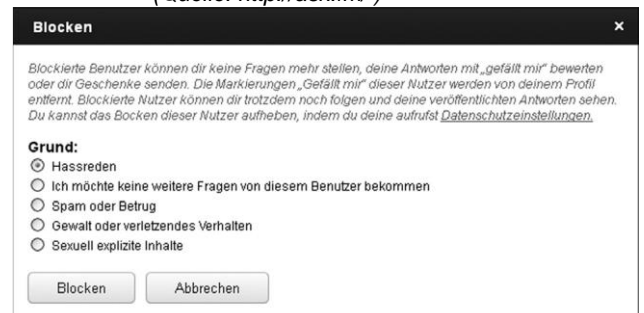 Blocken ×
Blockierte Benutzer können dir keine Fragen mehr stellen, deine Antworten mit „gefällt mir" bewerten
oder dir Geschenke senden. Die Markierungen „Gefällt mir" dieser Nutzer werden von deinem Profil
entfernt. Blockierte Nutzer können dir trotzdem noch folgen und deine veröffentlichten Antworten sehen.
Du kannst das Bocken dieser Nutzer aufheben, indem du deine aufrufst Datenschutzeinstellungen.
Grund:
Hassreden
Ich möchte keine weitere Fragen von diesem Benutzer bekommen
Spam oder Betrug
Gewalt oder verletzendes Verhalten
Sexuell explizite Inhalte
Blocken Abbrechen